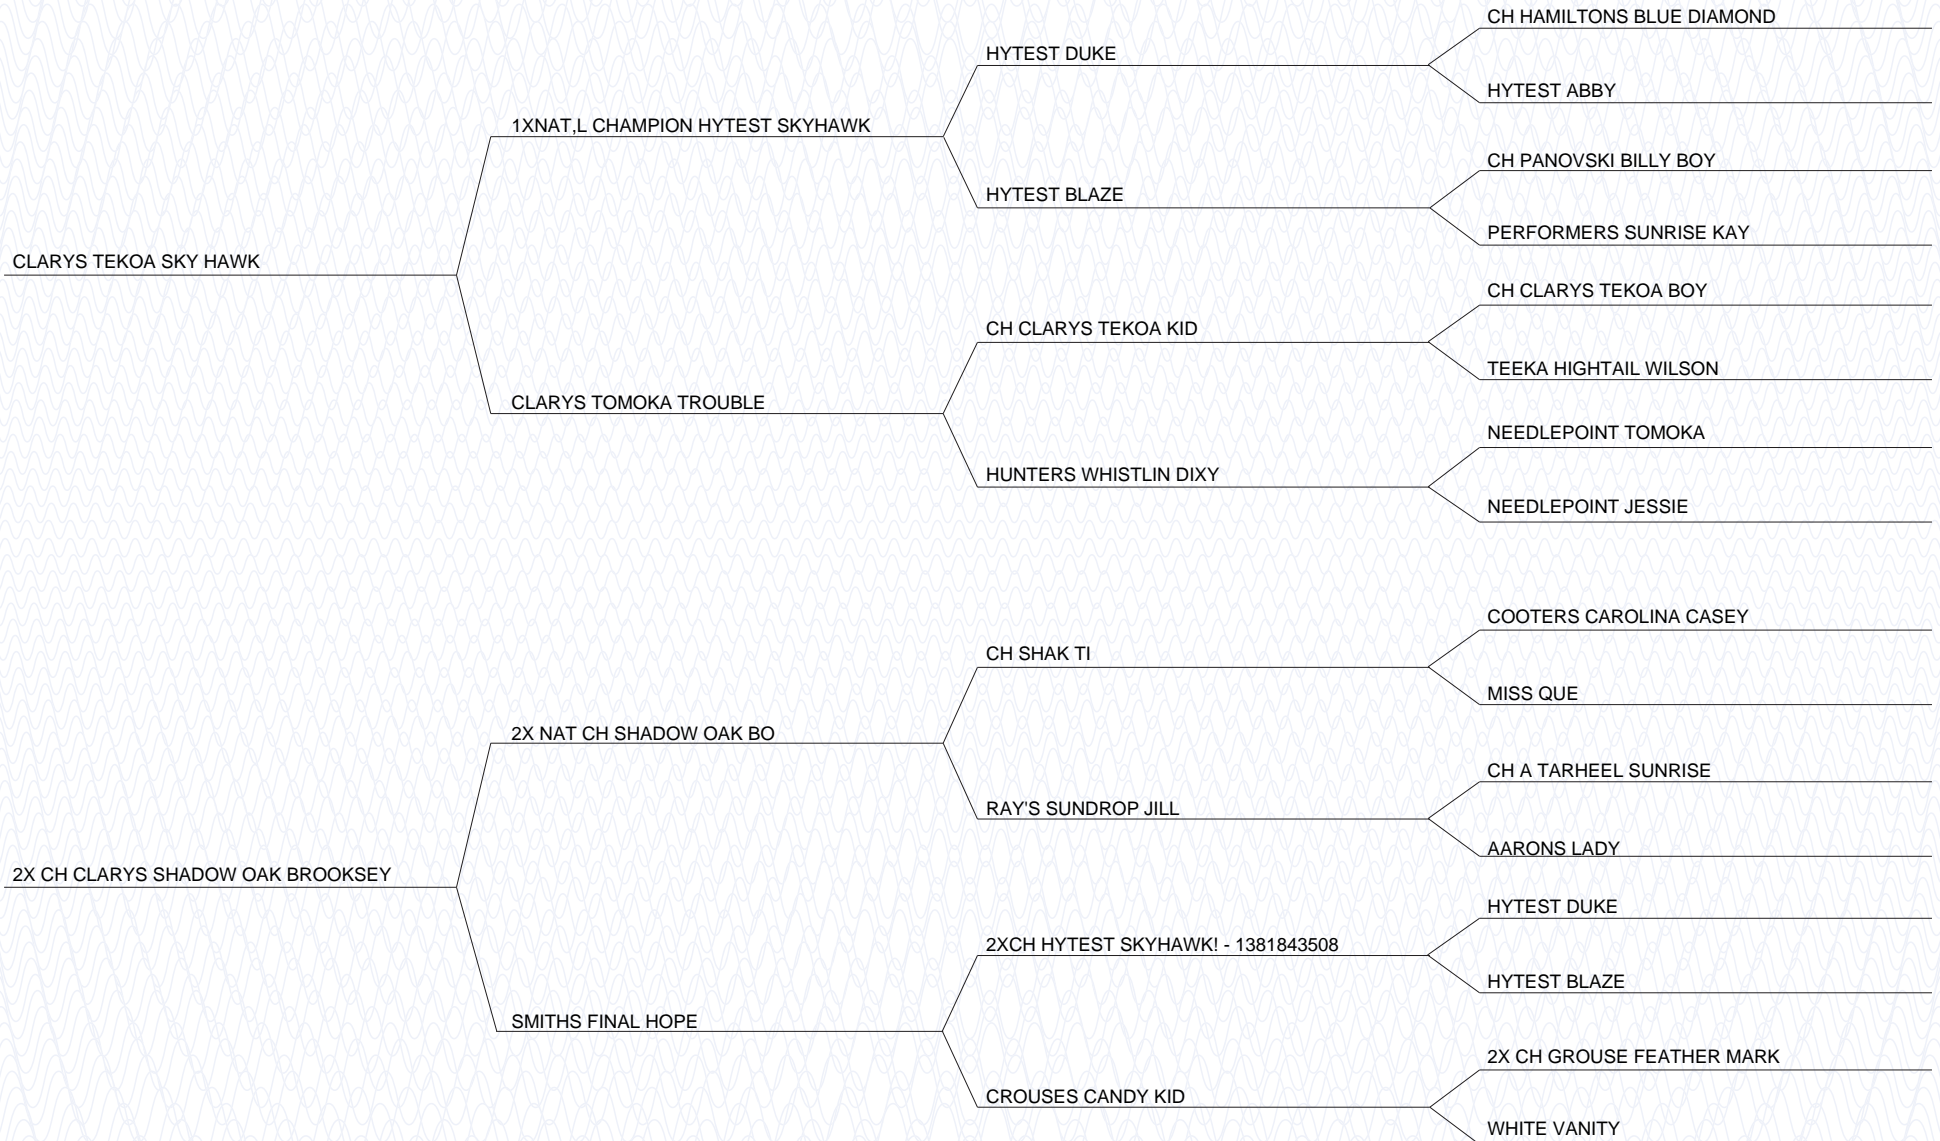 CH HAMILTONS BLUE DIAMOND
HYTEST DUKE
HYTEST ABBY
1XNAT,L CHAMPION HYTEST SKYHAWK
CH PANOVSKI BILLY BOY
HYTEST BLAZE
PERFORMERS SUNRISE KAY
CLARYS TEKOA SKY HAWK
CH CLARYS TEKOA BOY
CH CLARYS TEKOA KID
TEEKA HIGHTAIL WILSON
CLARYS TOMOKA TROUBLE
NEEDLEPOINT TOMOKA
HUNTERS WHISTLIN DIXY
NEEDLEPOINT JESSIE
COOTERS CAROLINA CASEY
CH SHAK TI
MISS QUE
2X NAT CH SHADOW OAK BO
CH A TARHEEL SUNRISE
RAY'S SUNDROP JILL
AARONS LADY
2X CH CLARYS SHADOW OAK BROOKSEY
HYTEST DUKE
2XCH HYTEST SKYHAWK! - 1381843508
HYTEST BLAZE
SMITHS FINAL HOPE
2X CH GROUSE FEATHER MARK
CROUSES CANDY KID
WHITE VANITY